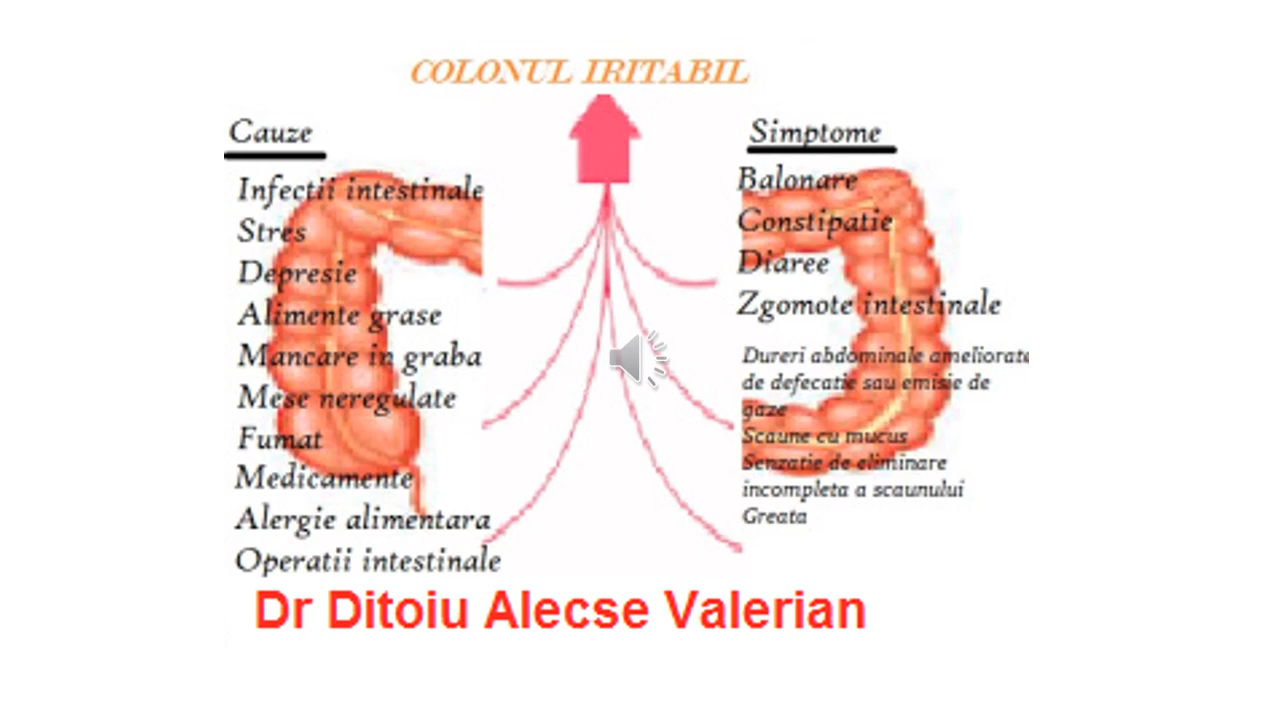 COLONUL IRITABIL
Cauze
Infectii intestinale
Stres
Depresie
Alimente grase
Mancare in graba
Mese neregulate
Fumat
Medicamente
Alergie alimentara
Operatii intestinale
Simptome
Balonare
Constipatie
Diaree
Zgomote intestinale
Dureri abdominale ameliorate
de defecatie sau emisie de
gaze
Scaune cu mucus
Senzatie de eliminare
incompleta a scaunului
Greata
Dr Ditoiu Alecse Valerian